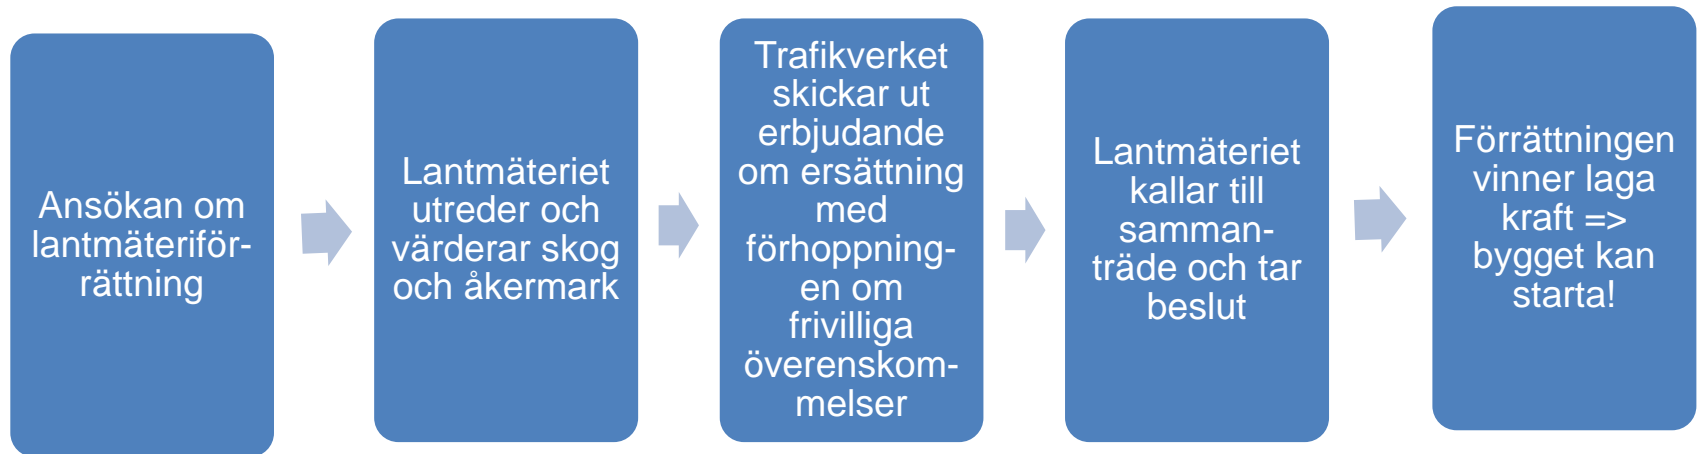 Ansökan om
lantmäteriför-
rättning
Lantmäteriet
utreder och
värderar skog
och åkermark
Trafikverket
skickar ut
erbjudande
om ersättning
med
förhoppning-
en om
frivilliga
överenskom-
melser
Lantmäteriet
kallar till
samman-
träde och tar
beslut
Förrättningen
vinner laga
kraft =>
bygget kan
starta!